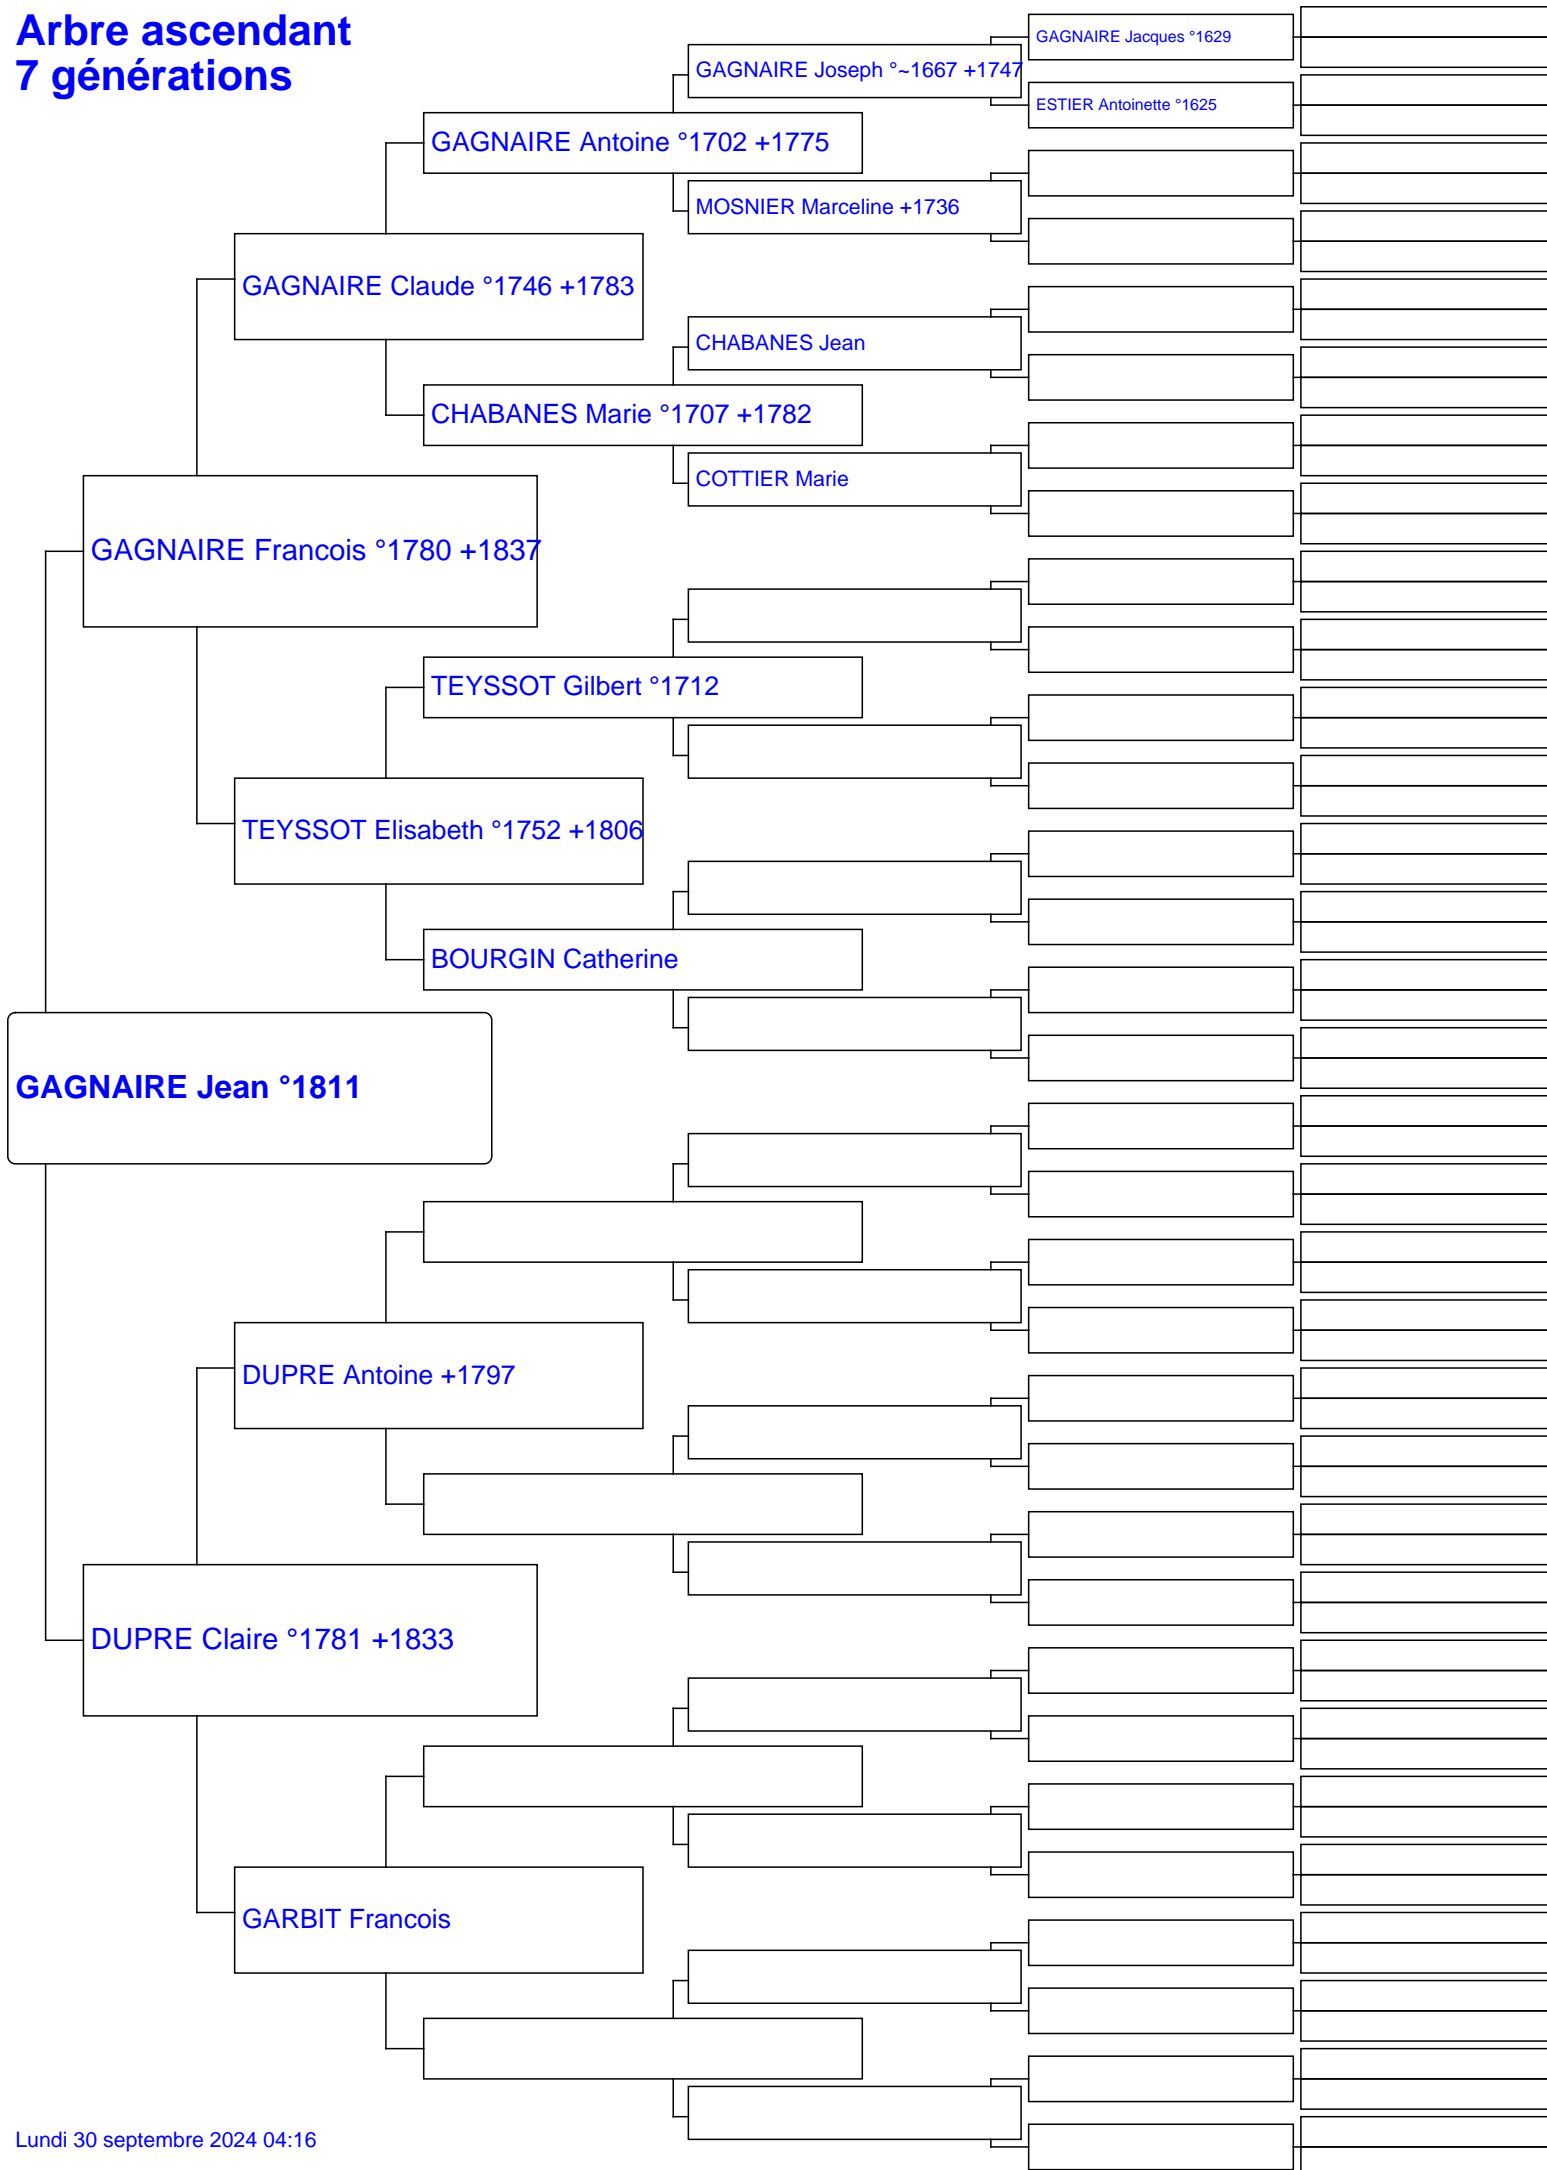 Arbre ascendant
7 générations
GAGNAIRE Jacques °1629
GAGNAIRE Joseph °~1667 +1747
ESTIER Antoinette °1625
GAGNAIRE Antoine °1702 +1775
MOSNIER Marceline +1736
GAGNAIRE Claude °1746 +1783
CHABANES Jean
CHABANES Marie °1707 +1782
COTTIER Marie
GAGNAIRE Francois °1780 +1837
TEYSSOT Gilbert °1712
TEYSSOT Elisabeth °1752 +1806
BOURGIN Catherine
GAGNAIRE Jean °1811
DUPRE Antoine +1797
DUPRE Claire °1781 +1833
GARBIT Francois
Lundi 30 septembre 2024 04:16